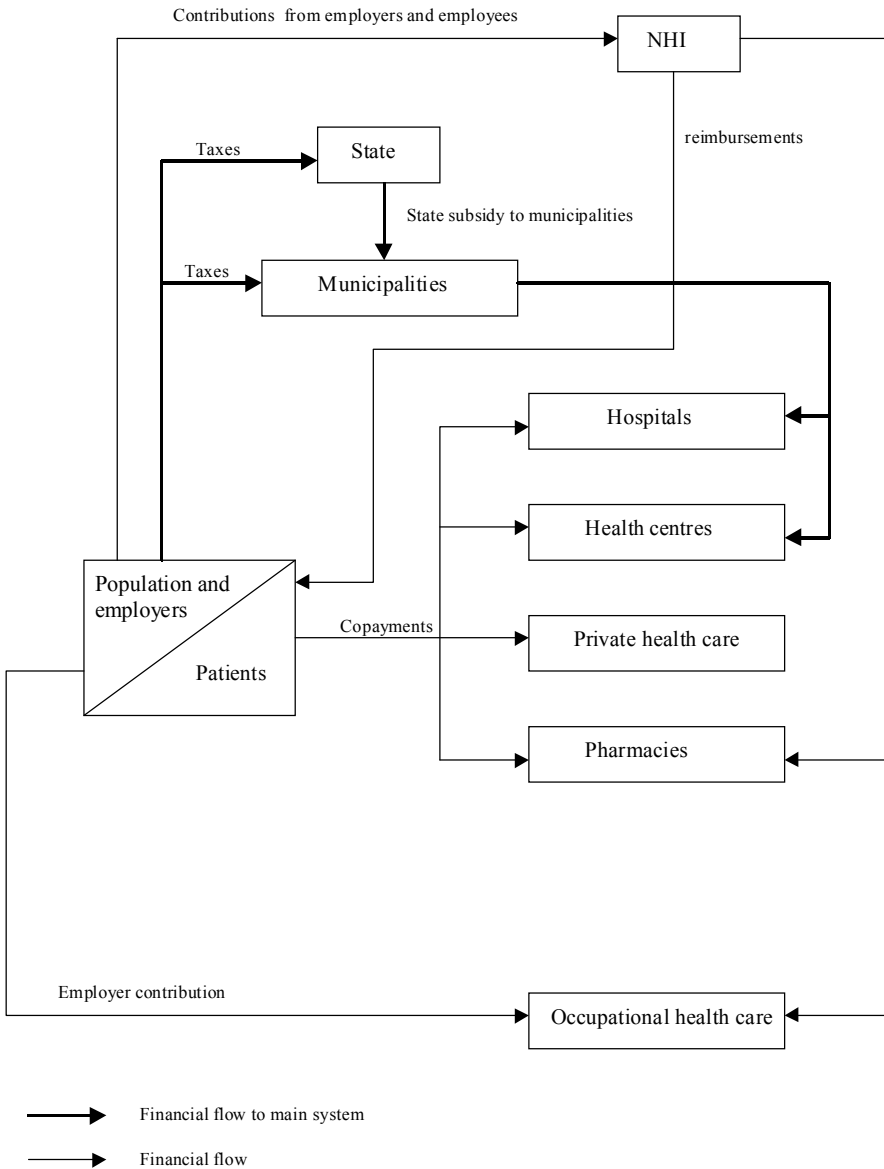 Contributions from employers and employees
NHI
reimbursements
Taxes
State
State subsidy to municipalities
Taxes
Municipalities
Hospitals
Health centres
Population and
employers
Patients
Copayments
Private health care
Pharmacies
Employer contribution
Occupational health care
Financial flow to main system
Financial flow